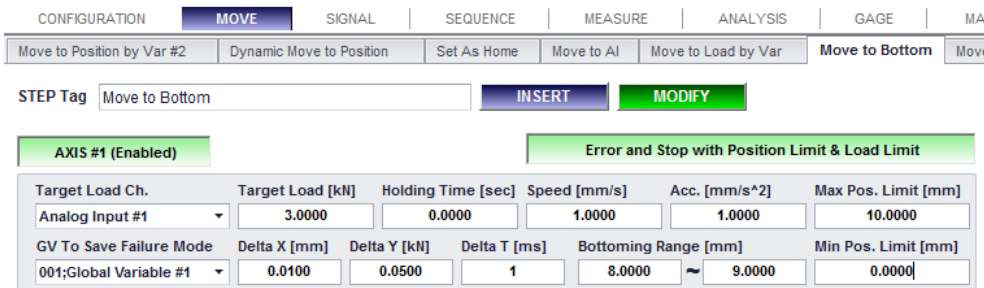 CONFIGURATION MOVE SIGNAL SEQUENCE MEASURE ANALYSIS GAGE MA
Move to Position by Var #2 Dynamic Move to Position Set As Home Move to AI Move to Load by Var Move to Bottom Move
STEP Tag Move to Bottom INSERT MODIFY
AXIS #1 (Enabled) Error and Stop with Position Limit & Load Limit
Target Load Ch. Target Load [kN] Holding Time [sec] Speed [mm/s] Acc. [mm/s^2] Max Pos. Limit [mm]
Analog Input #1 3.0000 0.0000 1.0000 1.0000 10.0000
GV To Save Failure Mode Delta X [mm] Delta Y [kN] Delta T [ms] Bottoming Range [mm] Min Pos. Limit [mm]
001;Global Variable #1 0.0100 0.0500 1 8.0000 ~ 9.0000 0.0000